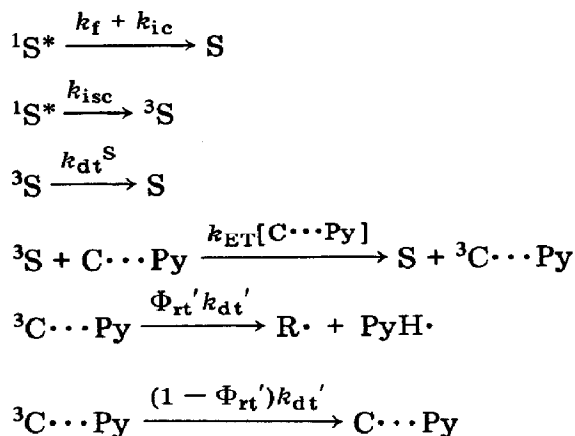 ¹S* —k_f + k_ic→ S
¹S* —k_isc→ ³S
³S —k_dt^S→ S
³S + C···Py —k_ET[C···Py]→ S + ³C···Py
³C···Py —Φ_rt′k_dt′→ R· + PyH·
³C···Py —(1 − Φ_rt′)k_dt′→ C···Py